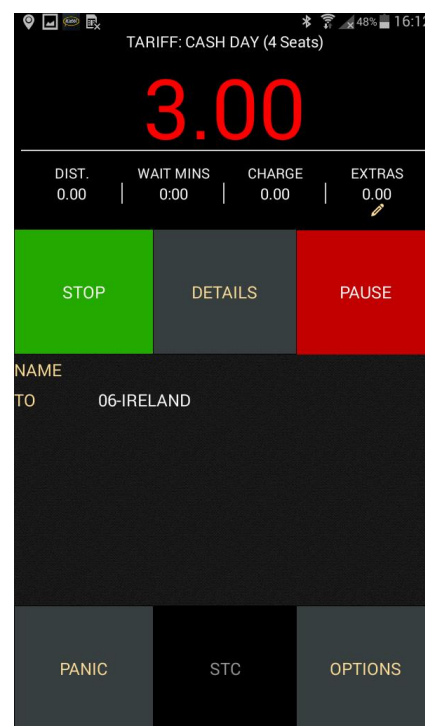 48% 16:12
TARIFF: CASH DAY (4 Seats)
3.00
DIST. WAIT MINS CHARGE EXTRAS
0.00 0:00 0.00 0.00
STOP DETAILS PAUSE
NAME
TO 06-IRELAND
PANIC STC OPTIONS